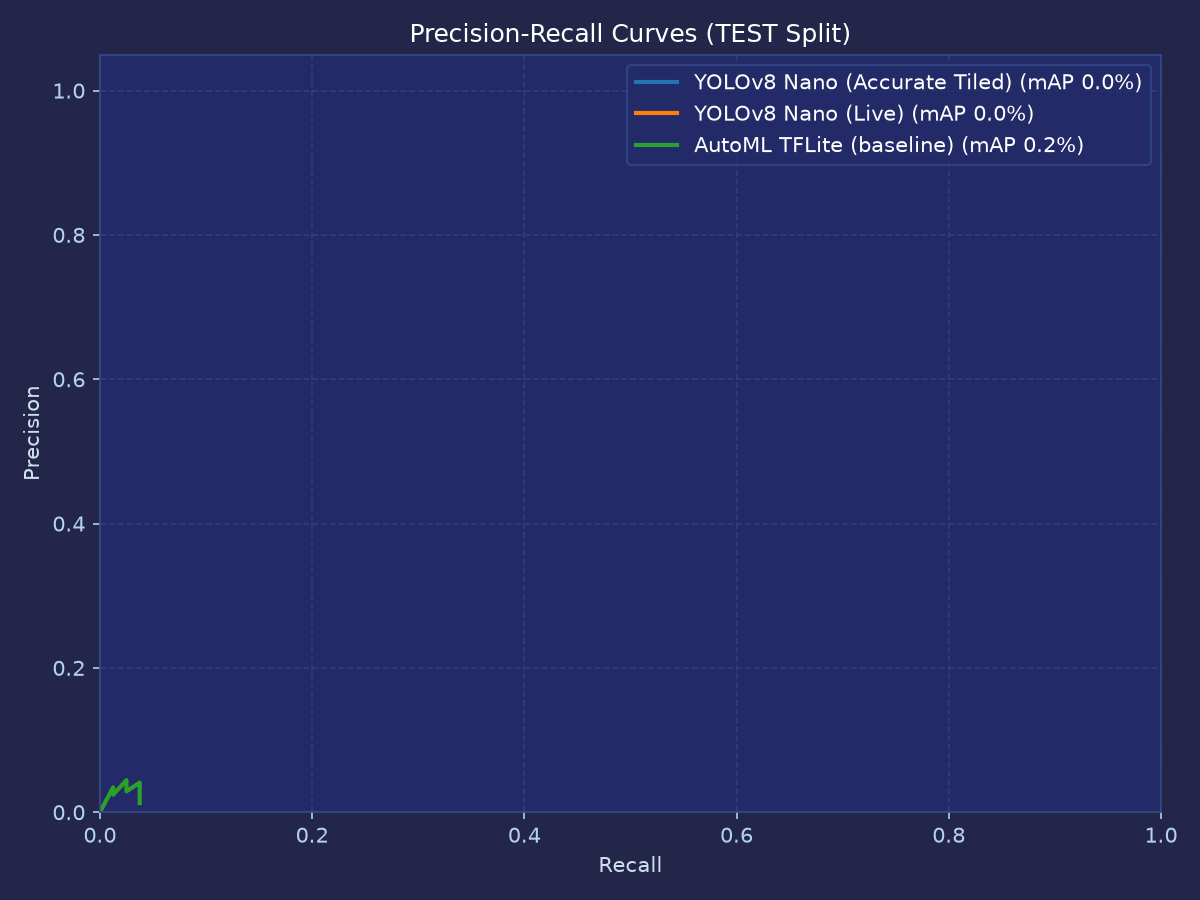 Precision-Recall Curves (TEST Split)
YOLOv8 Nano (Accurate Tiled) (mAP 0.0%)
YOLOv8 Nano (Live) (mAP 0.0%)
AutoML TFLite (baseline) (mAP 0.2%)
1.0
0.8
0.6
0.4
0.2
0.0
Precision
0.0 0.2 0.4 0.6 0.8 1.0
Recall